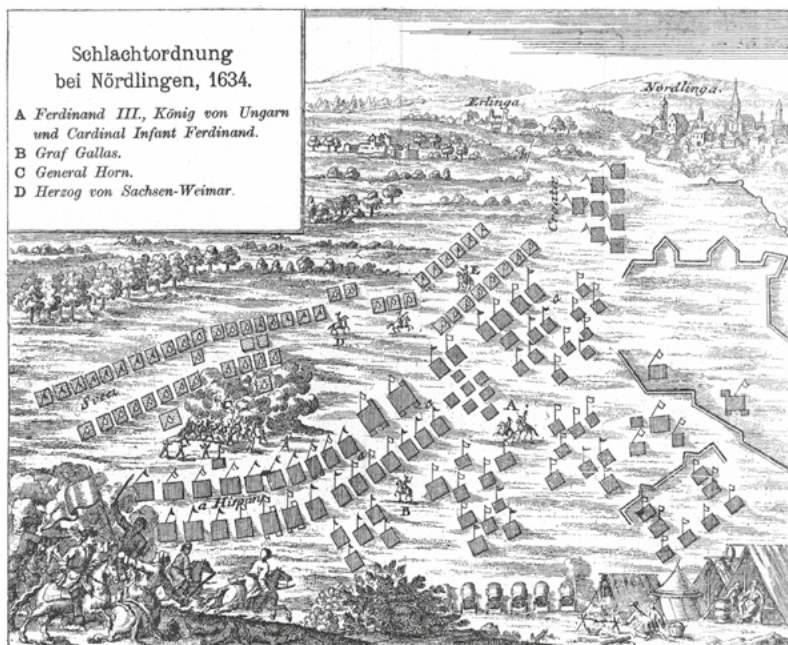 Schlachtordnung
bei Nördlingen, 1634.
A Ferdinand III., König von Ungarn
und Cardinal Infant Ferdinand.
B Graf Gallas.
C General Horn.
D Herzog von Sachsen-Weimar.
Erlinga
Nördlinga.
E
a
A
a Hispani
B